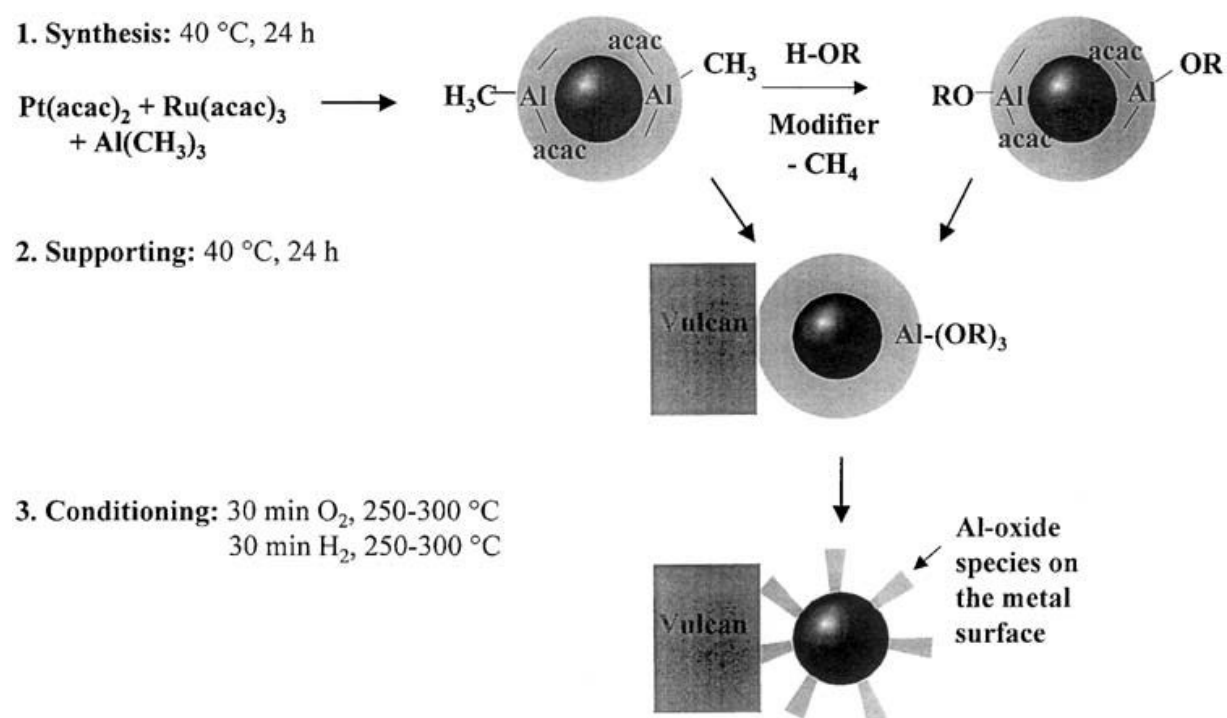 1. Synthesis: 40 °C, 24 h
Pt(acac)₂ + Ru(acac)₃
+ Al(CH₃)₃
H₃C
Al
acac
acac
Al
CH₃
H-OR
Modifier
- CH₄
RO
Al
acac
acac
Al
OR
2. Supporting: 40 °C, 24 h
Vulcan
Al-(OR)₃
3. Conditioning: 30 min O₂, 250-300 °C
30 min H₂, 250-300 °C
Vulcan
Al-oxide
species on
the metal
surface